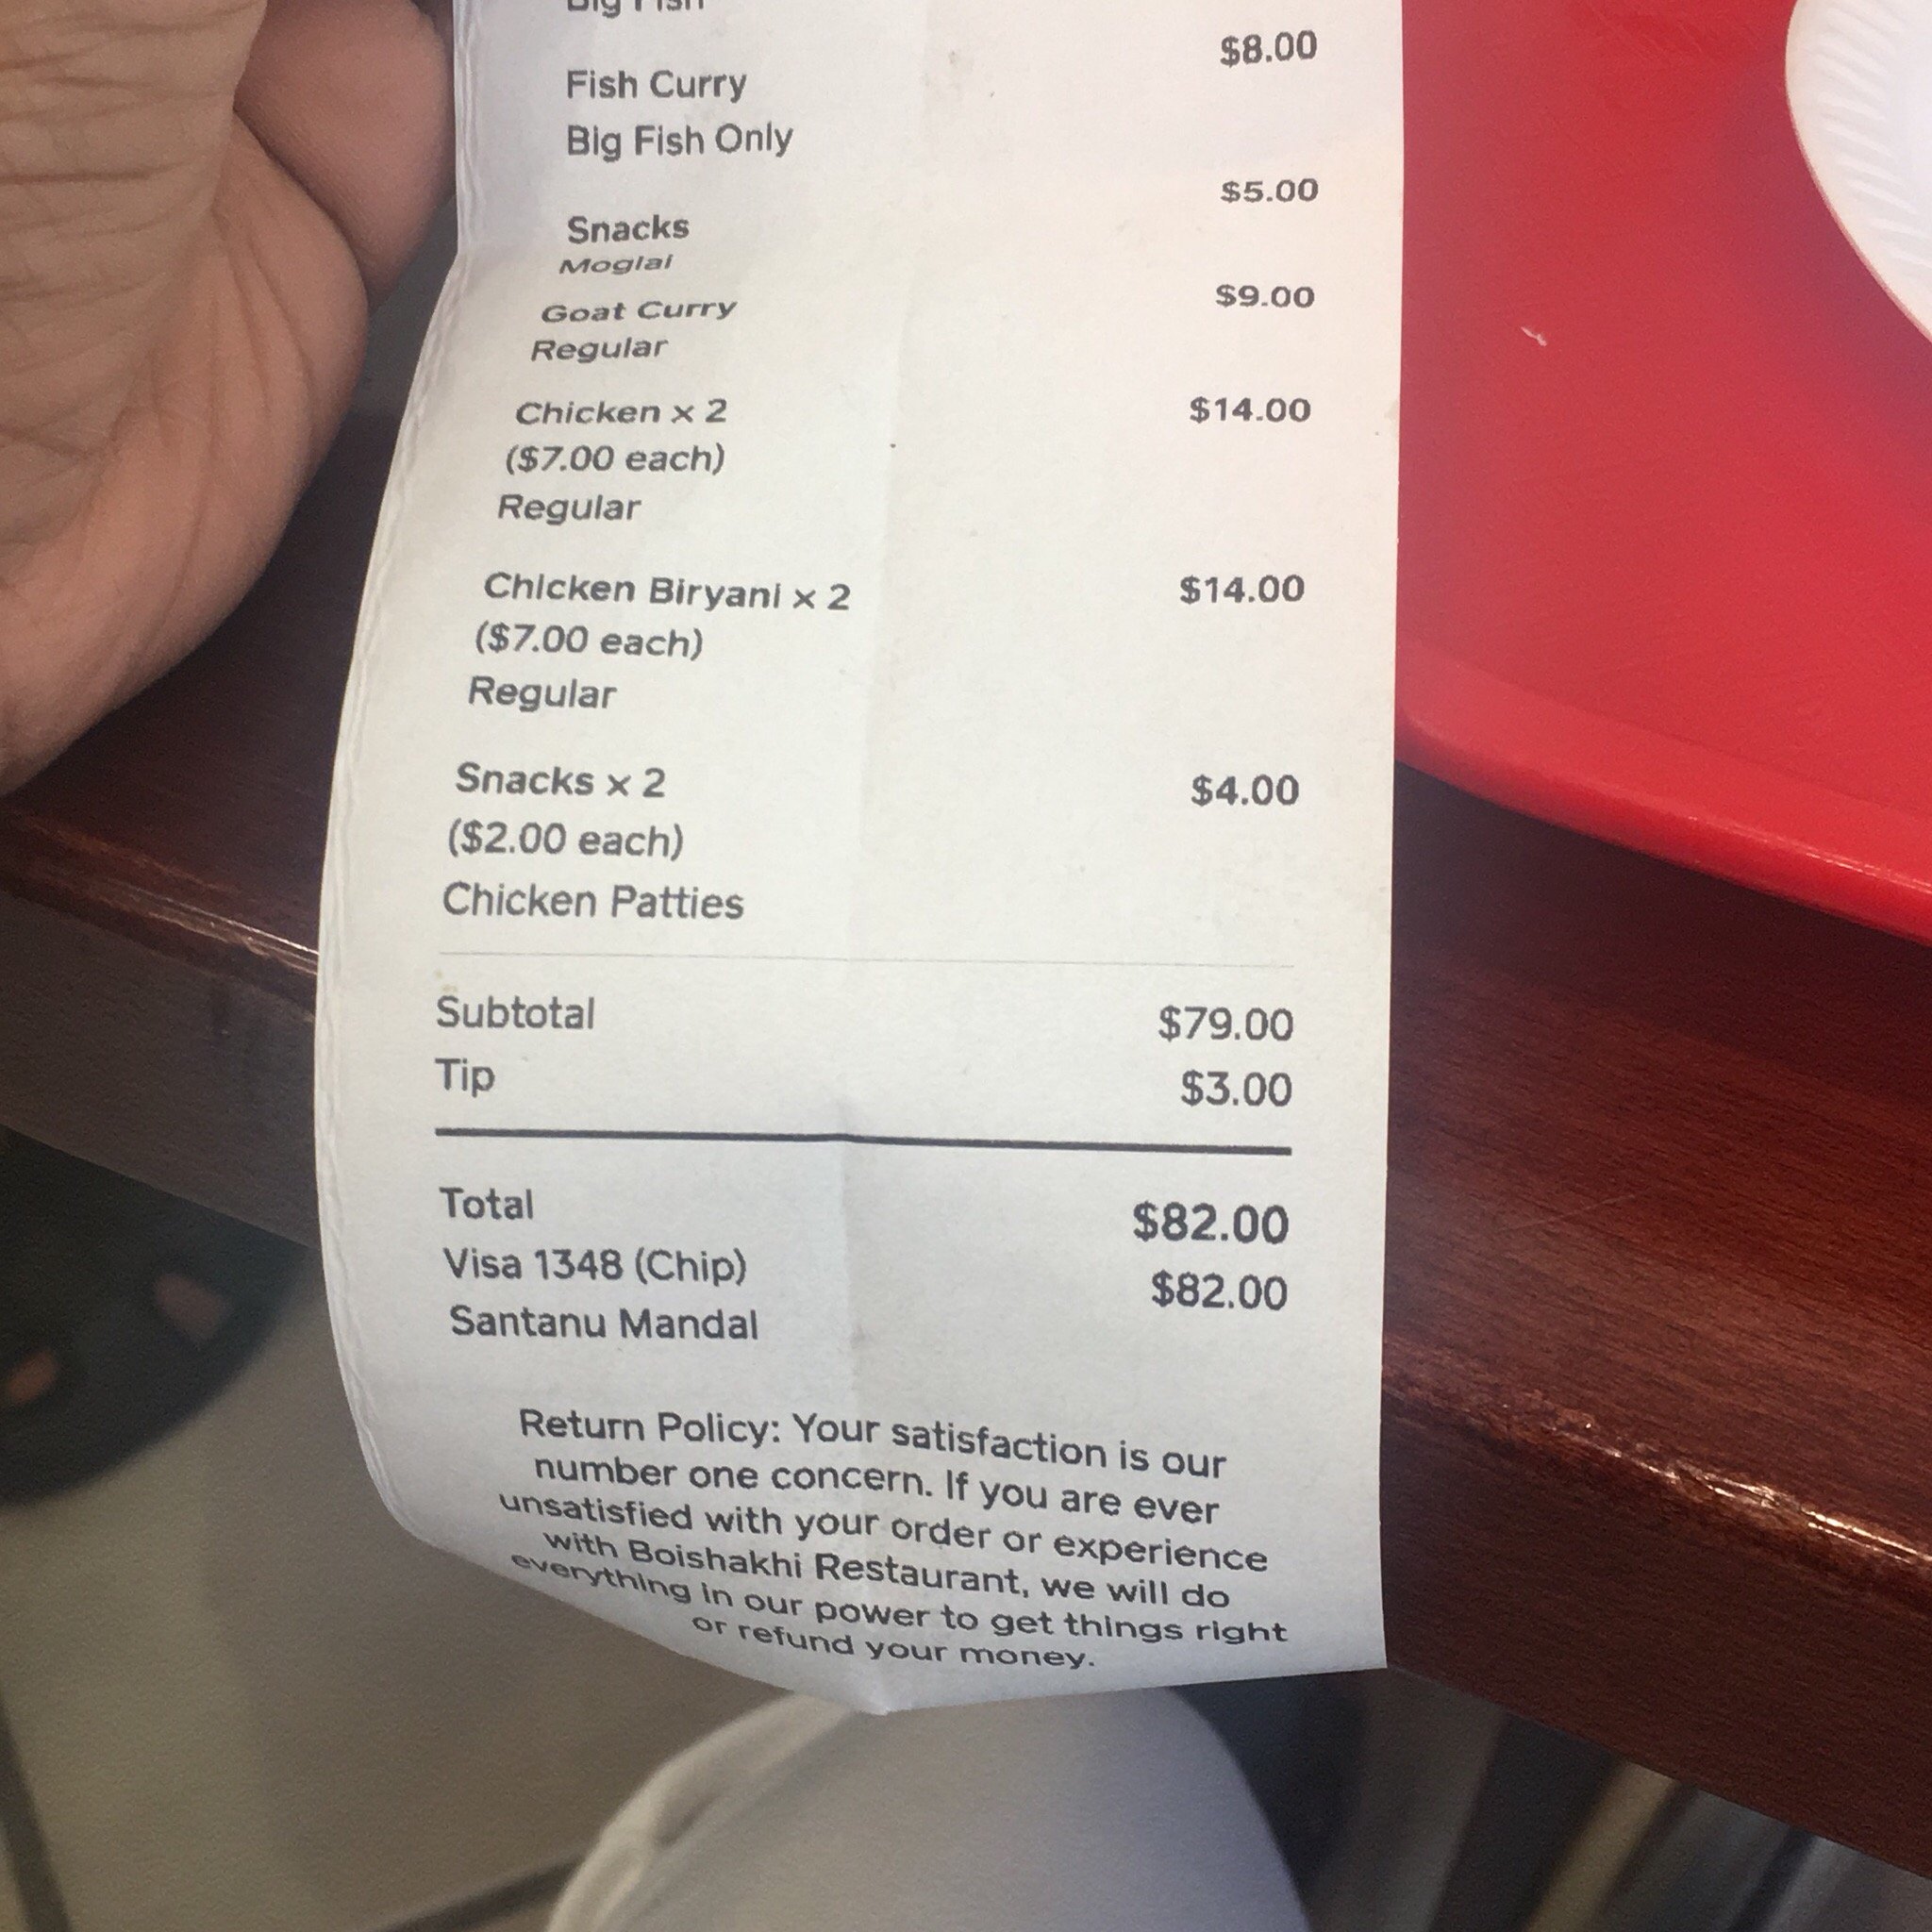 Big Fish
Fish Curry $8.00
Big Fish Only
Snacks $5.00
Moglai
Goat Curry $9.00
Regular
Chicken x 2 $14.00
($7.00 each)
Regular
Chicken Biryani x 2 $14.00
($7.00 each)
Regular
Snacks x 2 $4.00
($2.00 each)
Chicken Patties
Subtotal $79.00
Tip $3.00
Total $82.00
Visa 1348 (Chip) $82.00
Santanu Mandal
Return Policy: Your satisfaction is our
number one concern. If you are ever
unsatisfied with your order or experience
with Boishakhi Restaurant, we will do
everything in our power to get things right
or refund your money.